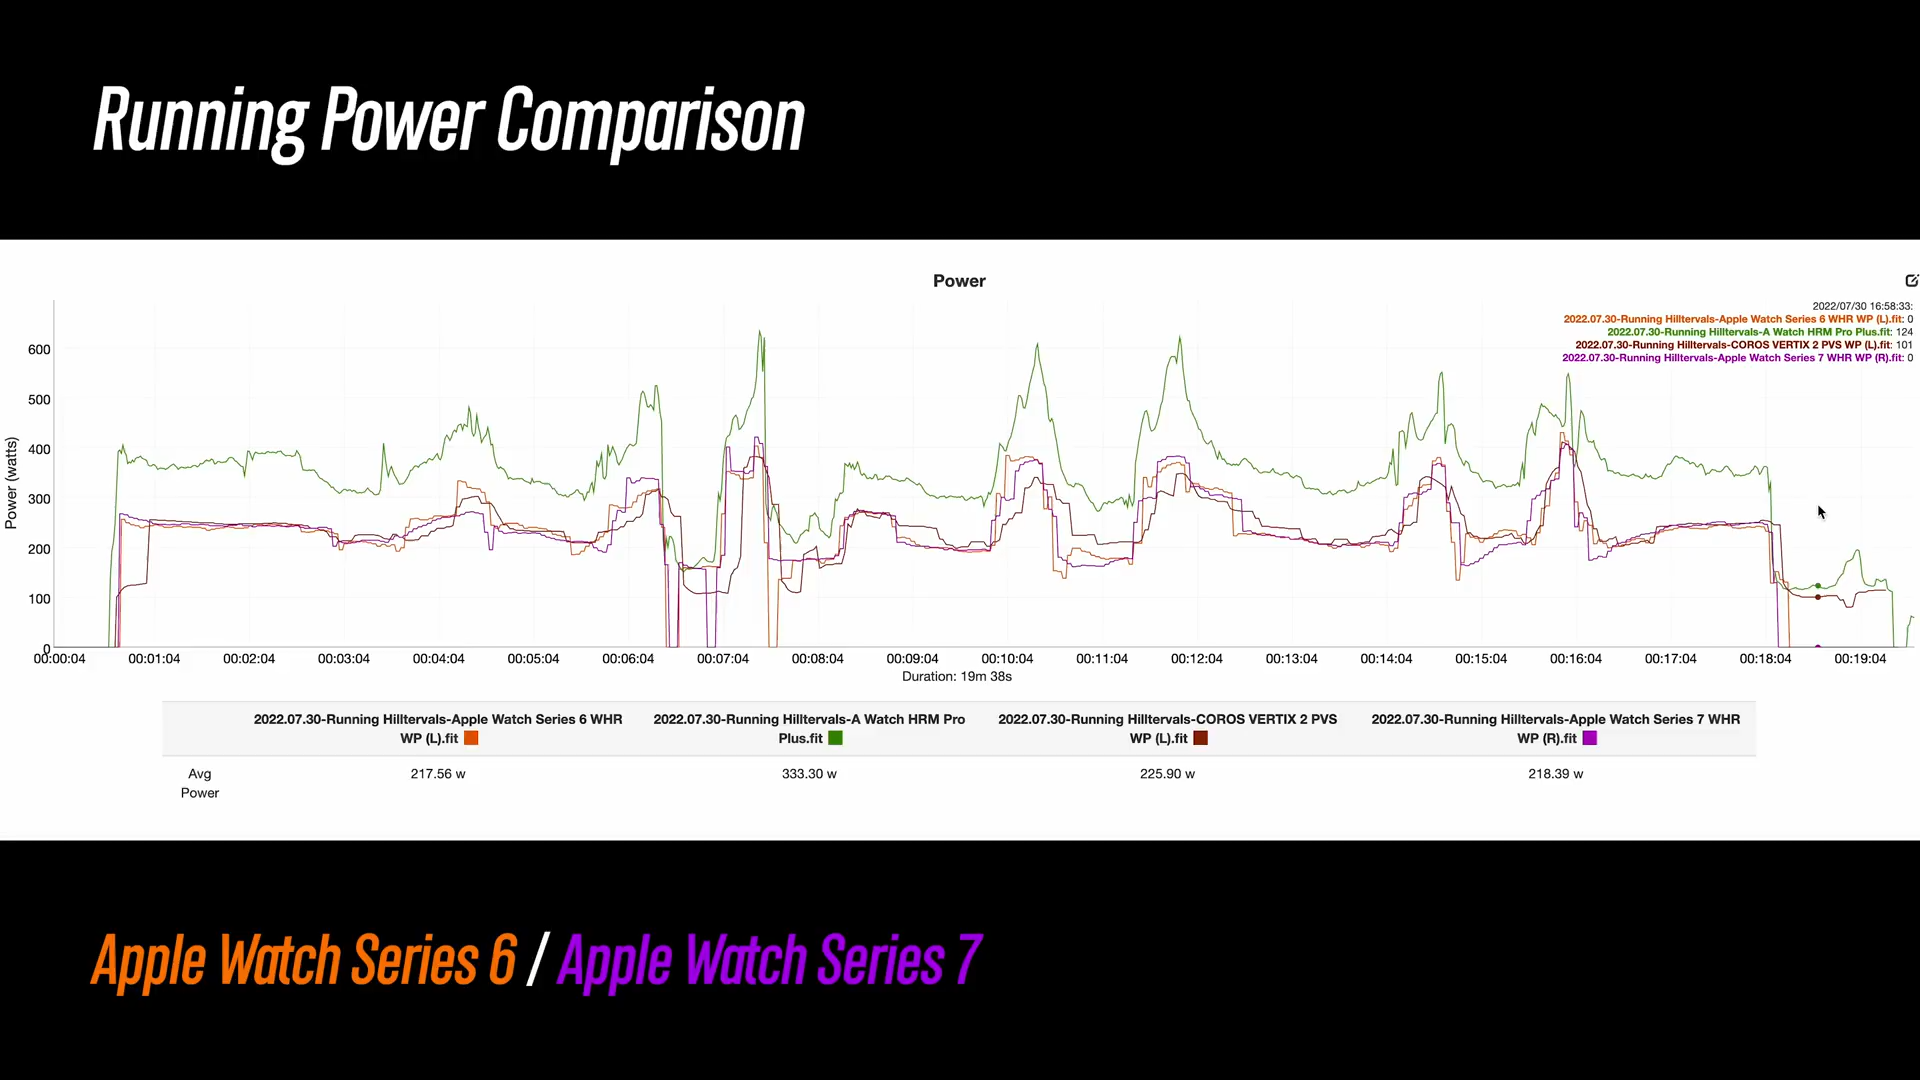 Running Power Comparison
Power
2022/07/30 16:58:33:
2022.07.30-Running Hilltervals-Apple Watch Series 6 WHR WP (L).fit: 0
2022.07.30-Running Hilltervals-A Watch HRM Pro Plus.fit: 124
2022.07.30-Running Hilltervals-COROS VERTIX 2 PVS WP (L).fit: 101
2022.07.30-Running Hilltervals-Apple Watch Series 7 WHR WP (R).fit: 0
Power (watts)
600
500
400
300
200
100
0
00:00:04 00:01:04 00:02:04 00:03:04 00:04:04 00:05:04 00:06:04 00:07:04 00:08:04 00:09:04 00:10:04 00:11:04 00:12:04 00:13:04 00:14:04 00:15:04 00:16:04 00:17:04 00:18:04 00:19:04
Duration: 19m 38s
2022.07.30-Running Hilltervals-Apple Watch Series 6 WHR 2022.07.30-Running Hilltervals-A Watch HRM Pro 2022.07.30-Running Hilltervals-COROS VERTIX 2 PVS 2022.07.30-Running Hilltervals-Apple Watch Series 7 WHR
WP (L).fit Plus.fit WP (L).fit WP (R).fit
Avg 217.56 w 333.30 w 225.90 w 218.39 w
Power
Apple Watch Series 6 / Apple Watch Series 7